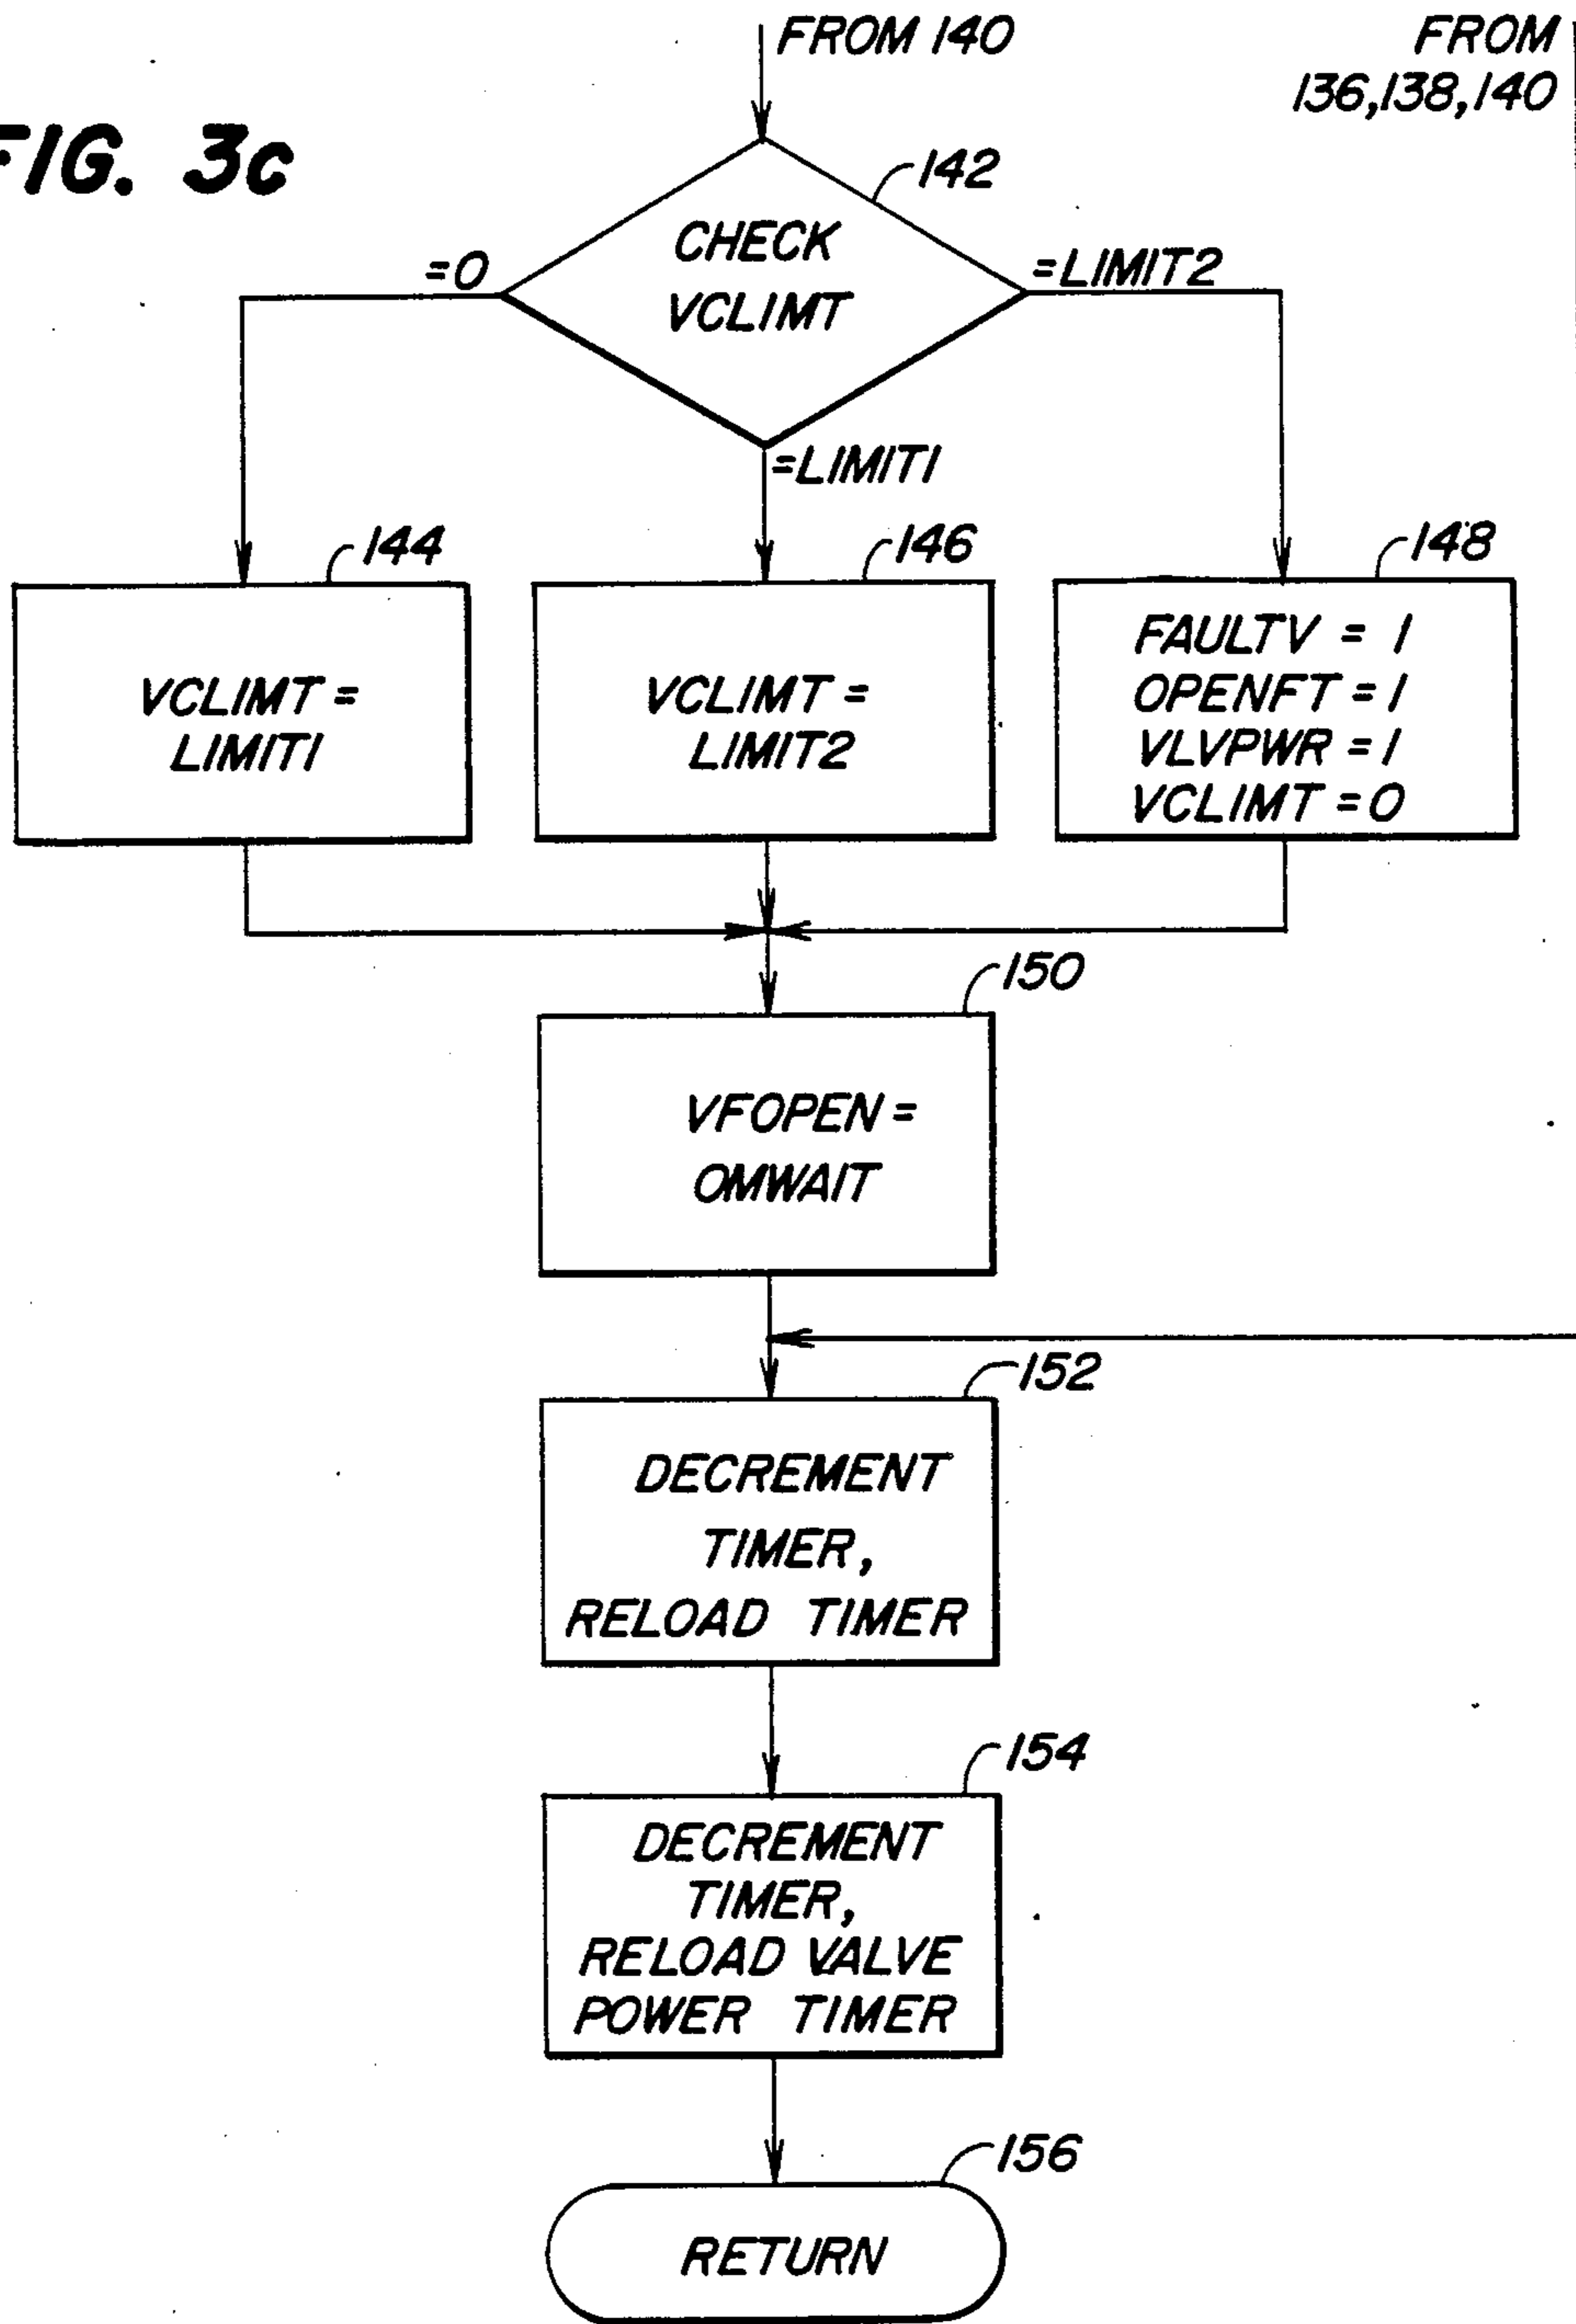 FROM 140
FROM
136,138,140
FIG. 3c
142
CHECK
VCLIMT
=0
=LIMIT2
=LIMIT1
144
146
148
VCLIMT =
LIMIT1
VCLIMT =
LIMIT2
FAULTV = 1
OPENFT = 1
VLVPWR = 1
VCLIMT = 0
150
VFOPEN =
OMWAIT
152
DECREMENT
TIMER,
RELOAD TIMER
154
DECREMENT
TIMER,
RELOAD VALVE
POWER TIMER
156
RETURN